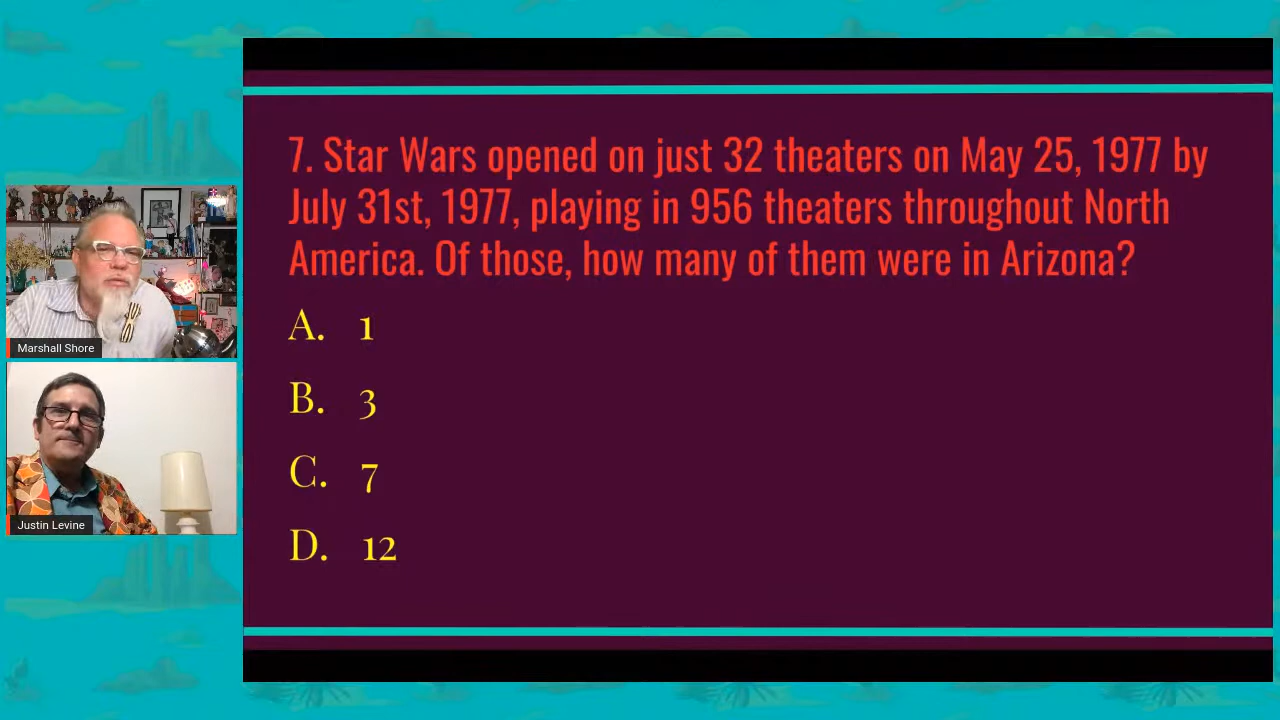 7. Star Wars opened on just 32 theaters on May 25, 1977 by
July 31st, 1977, playing in 956 theaters throughout North
America. Of those, how many of them were in Arizona?
A. 1
B. 3
C. 7
D. 12
Marshall Shore
Justin Levine